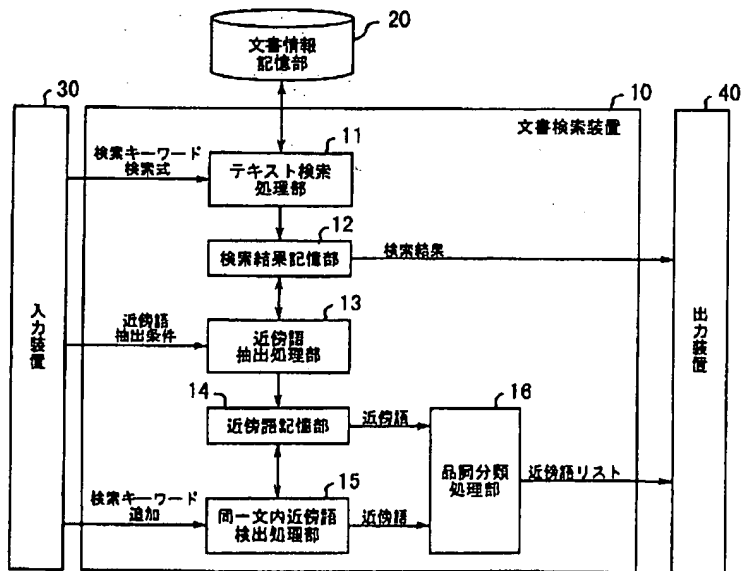 20
文書情報
記憶部
30
10
40
文書検索装置
検索キーワード
検索式
11
テキスト検索
処理部
12
検索結果記憶部
検索結果
入力装置
出力装置
近傍語
抽出条件
13
近傍語
抽出処理部
14
近傍語記憶部
近傍語
16
品詞分類
処理部
近傍語リスト
検索キーワード
追加
15
同一文内近傍語
検出処理部
近傍語